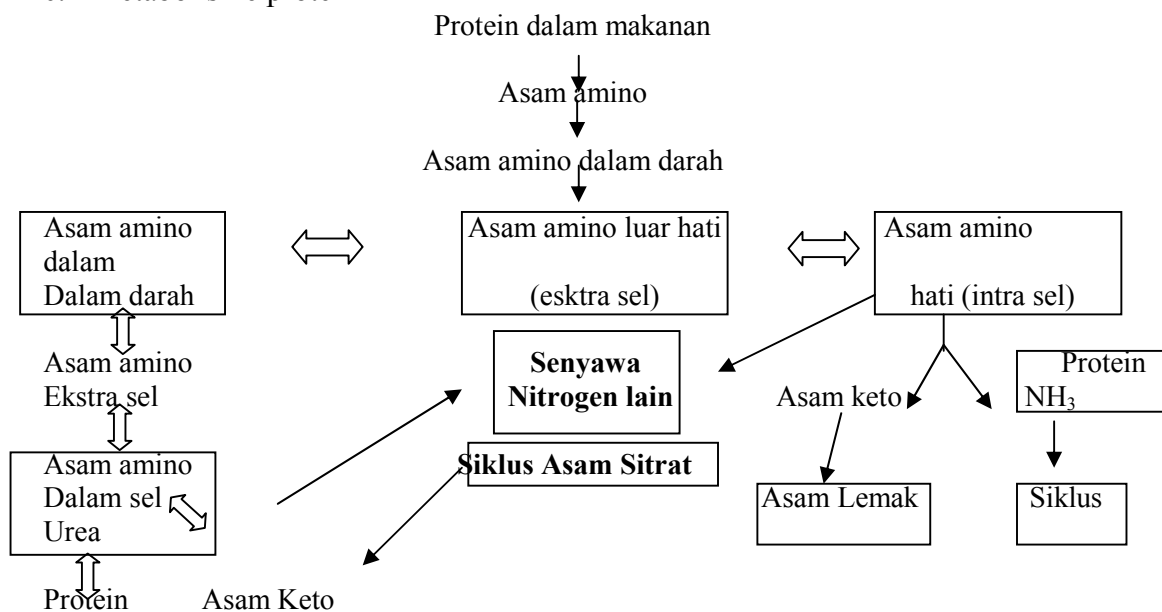 Protein dalam makanan
Asam amino
Asam amino dalam darah
Asam amino
dalam
Dalam darah
Asam amino luar hati
(esktra sel)
Asam amino
hati (intra sel)
Asam amino
Ekstra sel
Senyawa
Nitrogen lain
Asam keto
Protein
NH₃
Asam amino
Dalam sel
Urea
Siklus Asam Sitrat
Asam Lemak
Siklus
Protein
Asam Keto